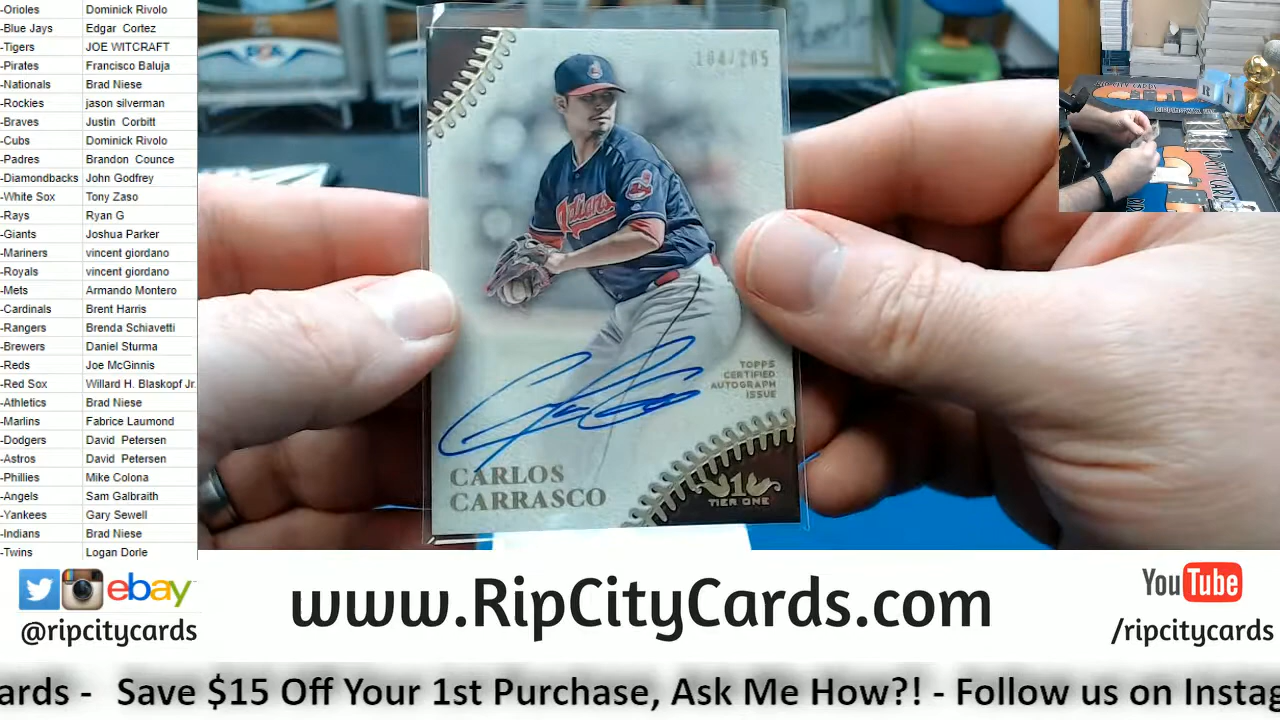 -Orioles Dominick Rivolo
-Blue Jays Edgar Cortez
-Tigers JOE WITCRAFT
-Pirates Francisco Baluja
-Nationals Brad Niese
-Rockies jason silverman
-Braves Justin Corbitt
-Cubs Dominick Rivolo
-Padres Brandon Counce
-Diamondbacks John Godfrey
-White Sox Tony Zaso
-Rays Ryan G
-Giants Joshua Parker
-Mariners vincent giordano
-Royals vincent giordano
-Mets Armando Montero
-Cardinals Brent Harris
-Rangers Brenda Schiavetti
-Brewers Daniel Sturma
-Reds Joe McGinnis
-Red Sox Willard H. Blaskopf Jr.
-Athletics Brad Niese
-Marlins Fabrice Laumond
-Dodgers David Petersen
-Astros David Petersen
-Phillies Mike Colona
-Angels Sam Galbraith
-Yankees Gary Sewell
-Indians Brad Niese
-Twins Logan Dorle
Indians
TOPPS
CERTIFIED
AUTOGRAPH
ISSUE
CARLOS
CARRASCO
1
TIER ONE
ebay
@ripcitycards
www.RipCityCards.com
YouTube
/ripcitycards
ards - Save $15 Off Your 1st Purchase, Ask Me How?! - Follow us on Instag